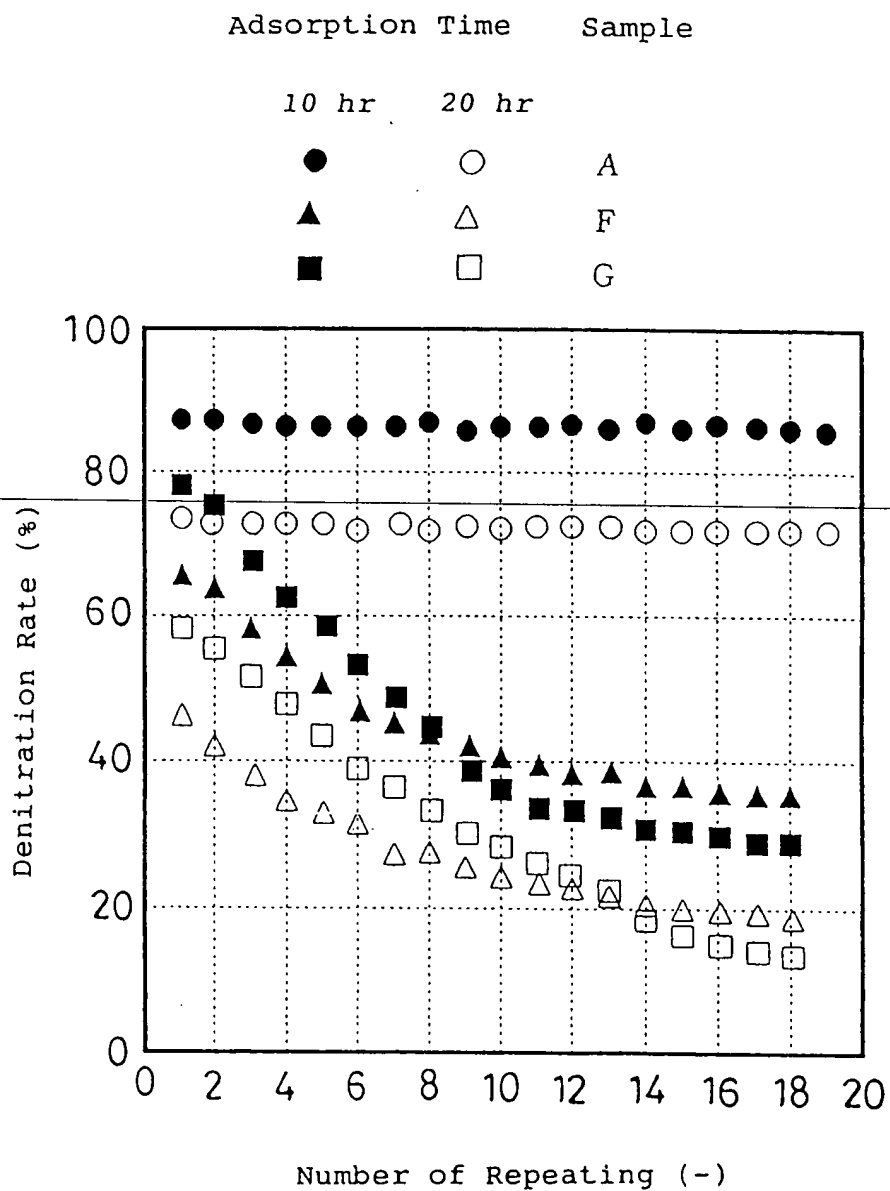 Adsorption Time Sample
10 hr 20 hr
A
F
G
100
80
60
40
20
0
Denitration Rate (%)
0 2 4 6 8 10 12 14 16 18 20
Number of Repeating (-)